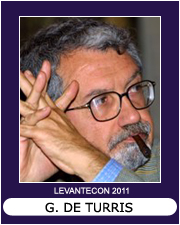 LEVANTECON 2011
G. DE TURRIS